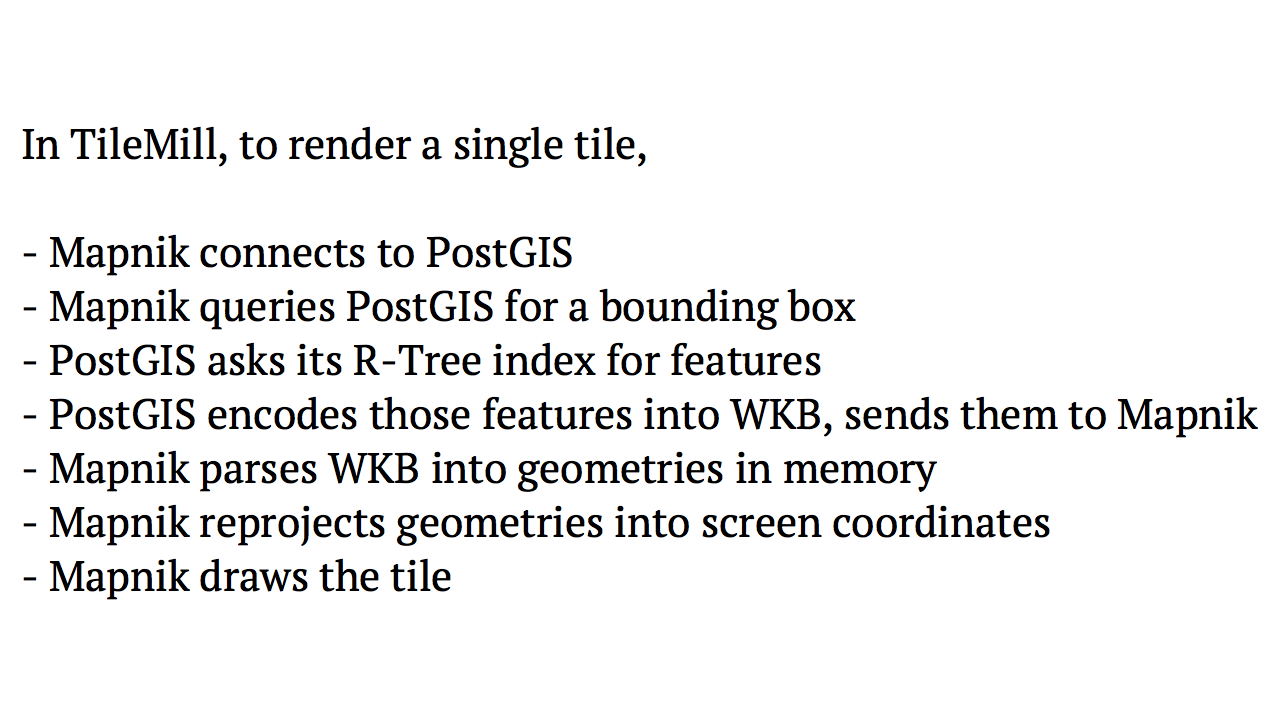 In TileMill, to render a single tile,
- Mapnik connects to PostGIS
- Mapnik queries PostGIS for a bounding box
- PostGIS asks its R-Tree index for features
- PostGIS encodes those features into WKB, sends them to Mapnik
- Mapnik parses WKB into geometries in memory
- Mapnik reprojects geometries into screen coordinates
- Mapnik draws the tile